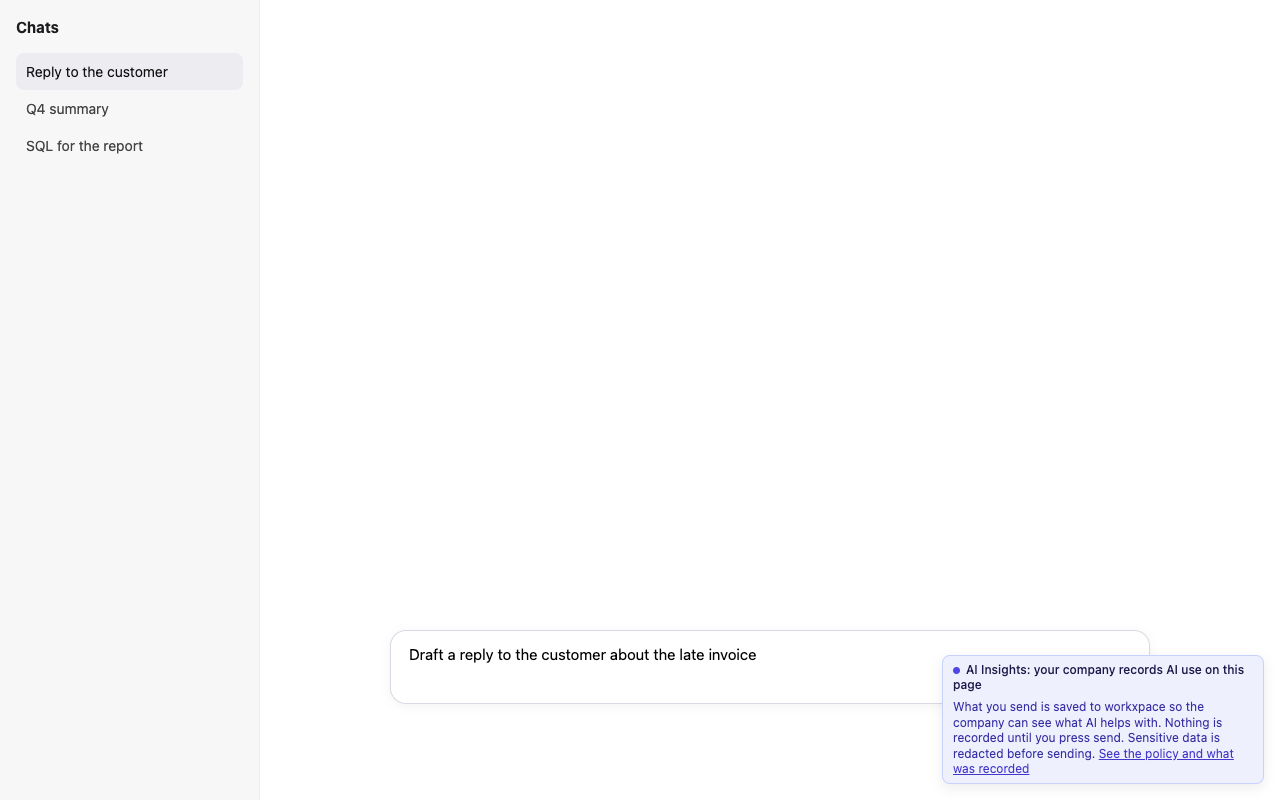 Chats
Reply to the customer
Q4 summary
SQL for the report
Draft a reply to the customer about the late invoice
AI Insights: your company records AI use on this
page
What you send is saved to workxpace so the
company can see what AI helps with. Nothing is
recorded until you press send. Sensitive data is
redacted before sending. See the policy and what
was recorded